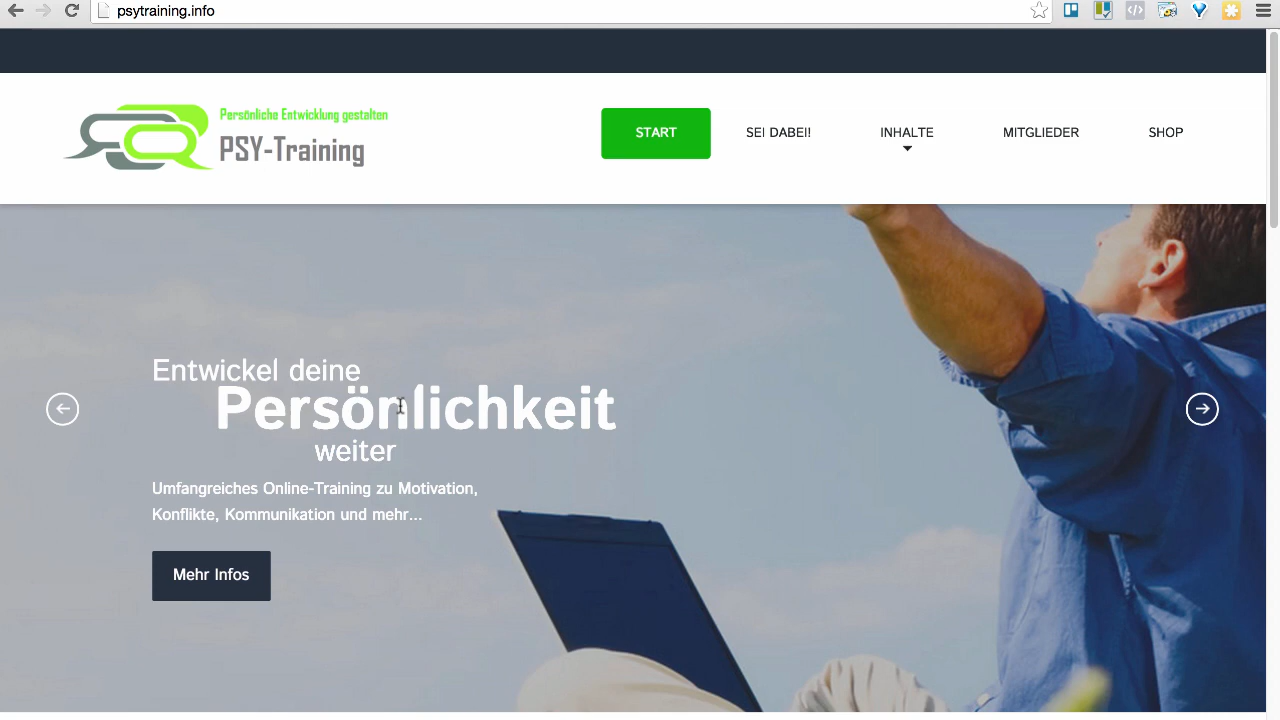 psytraining.info
Persönliche Entwicklung gestalten
PSY-Training
START
SEI DABEI!
INHALTE
MITGLIEDER
SHOP
Entwickel deine
Persönlichkeit
weiter
Umfangreiches Online-Training zu Motivation,
Konflikte, Kommunikation und mehr...
Mehr Infos